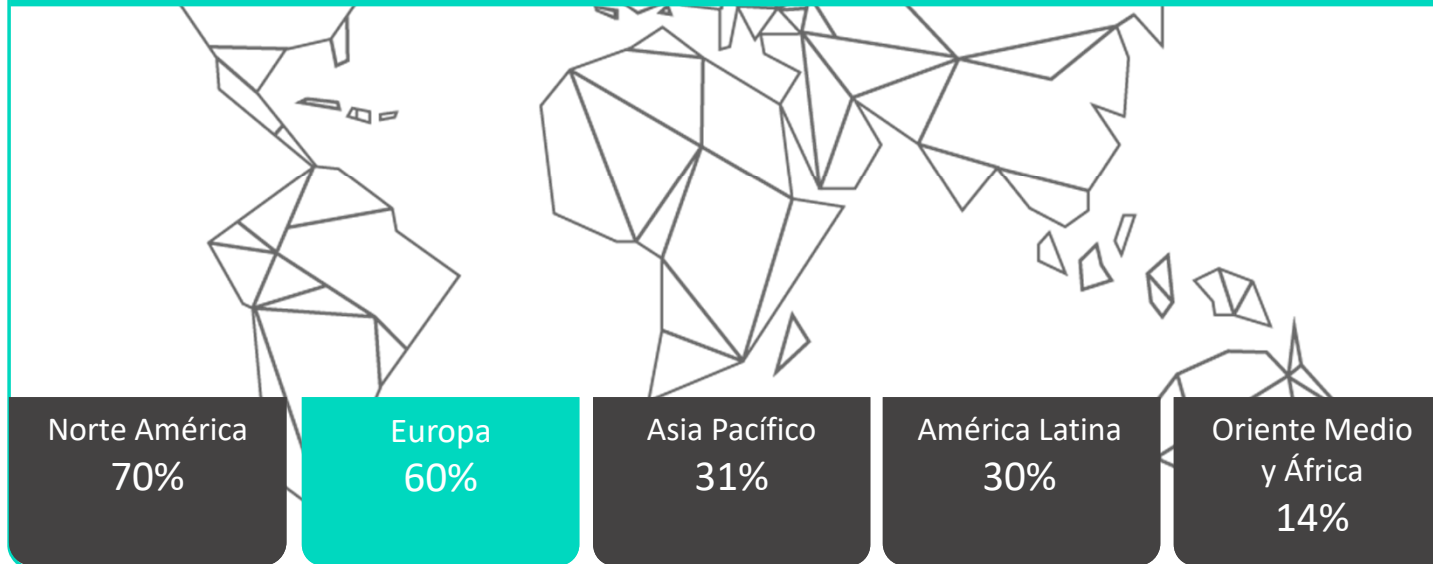 Norte América
70%
Europa
60%
Asia Pacífico
31%
América Latina
30%
Oriente Medio
y África
14%